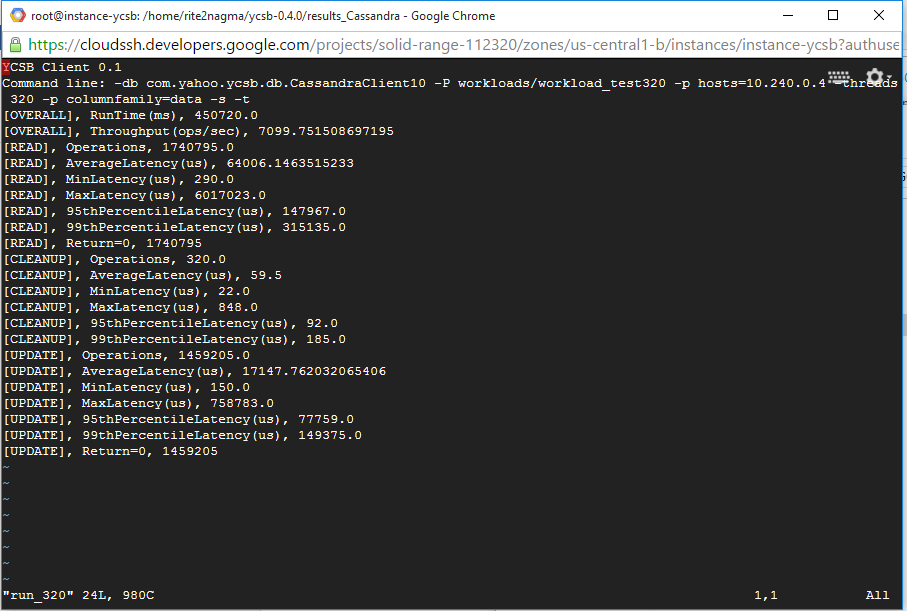 root@instance-ycsb: /home/rite2nagma/ycsb-0.4.0/results_Cassandra - Google Chrome
https://cloudssh.developers.google.com/projects/solid-range-112320/zones/us-central1-b/instances/instance-ycsb?authuse
YCSB Client 0.1
Command line: -db com.yahoo.ycsb.db.CassandraClient10 -P workloads/workload_test320 -p hosts=10.240.0.4 -threads
320 -p columnfamily=data -s -t
[OVERALL], RunTime(ms), 450720.0
[OVERALL], Throughput(ops/sec), 7099.751508697195
[READ], Operations, 1740795.0
[READ], AverageLatency(us), 64006.1463515233
[READ], MinLatency(us), 290.0
[READ], MaxLatency(us), 6017023.0
[READ], 95thPercentileLatency(us), 147967.0
[READ], 99thPercentileLatency(us), 315135.0
[READ], Return=0, 1740795
[CLEANUP], Operations, 320.0
[CLEANUP], AverageLatency(us), 59.5
[CLEANUP], MinLatency(us), 22.0
[CLEANUP], MaxLatency(us), 848.0
[CLEANUP], 95thPercentileLatency(us), 92.0
[CLEANUP], 99thPercentileLatency(us), 185.0
[UPDATE], Operations, 1459205.0
[UPDATE], AverageLatency(us), 17147.762032065406
[UPDATE], MinLatency(us), 150.0
[UPDATE], MaxLatency(us), 758783.0
[UPDATE], 95thPercentileLatency(us), 77759.0
[UPDATE], 99thPercentileLatency(us), 149375.0
[UPDATE], Return=0, 1459205
~
~
~
~
~
~
~
~
"run_320" 24L, 980C 1,1 All